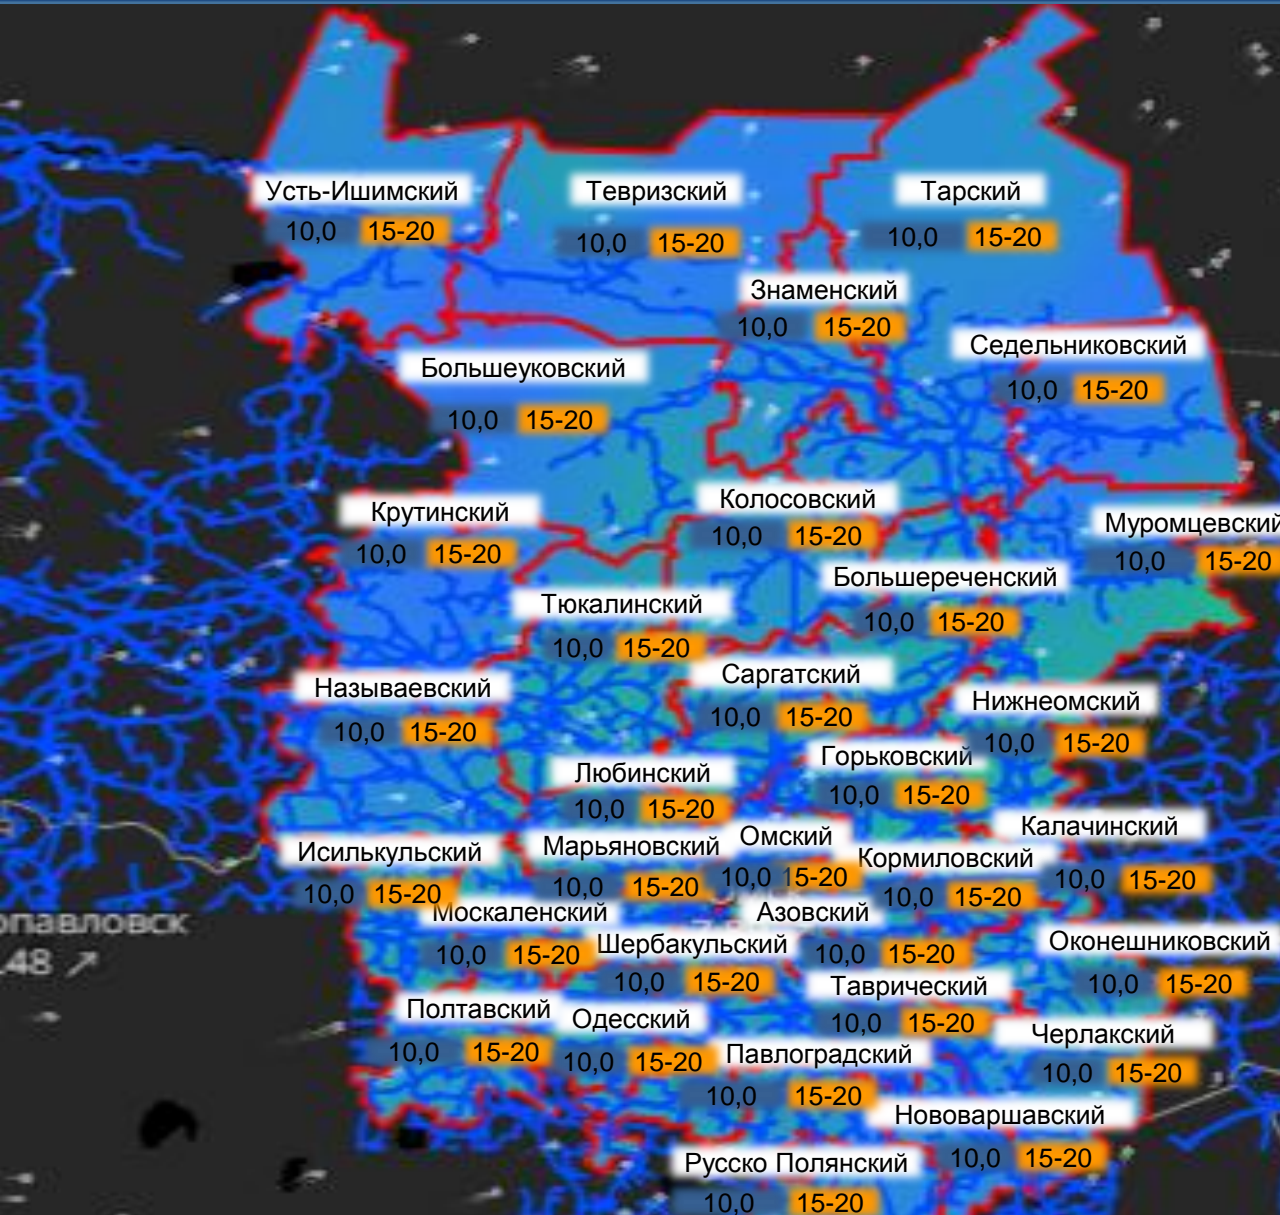 Усть-Ишимский
10,0 15-20
Тевризский
10,0 15-20
Тарский
10,0 15-20
Знаменский
10,0 15-20
Седельниковский
10,0 15-20
Большеуковский
10,0 15-20
Крутинский
10,0 15-20
Колосовский
10,0 15-20
Муромцевский
10,0 15-20
Большереченский
10,0 15-20
Тюкалинский
10,0 15-20
Саргатский
10,0 15-20
Называевский
10,0 15-20
Нижнеомский
10,0 15-20
Горьковский
10,0 15-20
Любинский
10,0 15-20
Калачинский
10,0 15-20
Исилькульский
10,0 15-20
Марьяновский
10,0 15-20
Омский
10,0 15-20
Кормиловский
10,0 15-20
опавловск
.48 ↗
Москаленский
10,0 15-20
Азовский
10,0 15-20
Шербакульский
10,0 15-20
Оконешниковский
10,0 15-20
Таврический
10,0 15-20
Полтавский
10,0 15-20
Одесский
10,0 15-20
Черлакский
10,0 15-20
Павлоградский
10,0 15-20
Нововаршавский
10,0 15-20
Русско Полянский
10,0 15-20